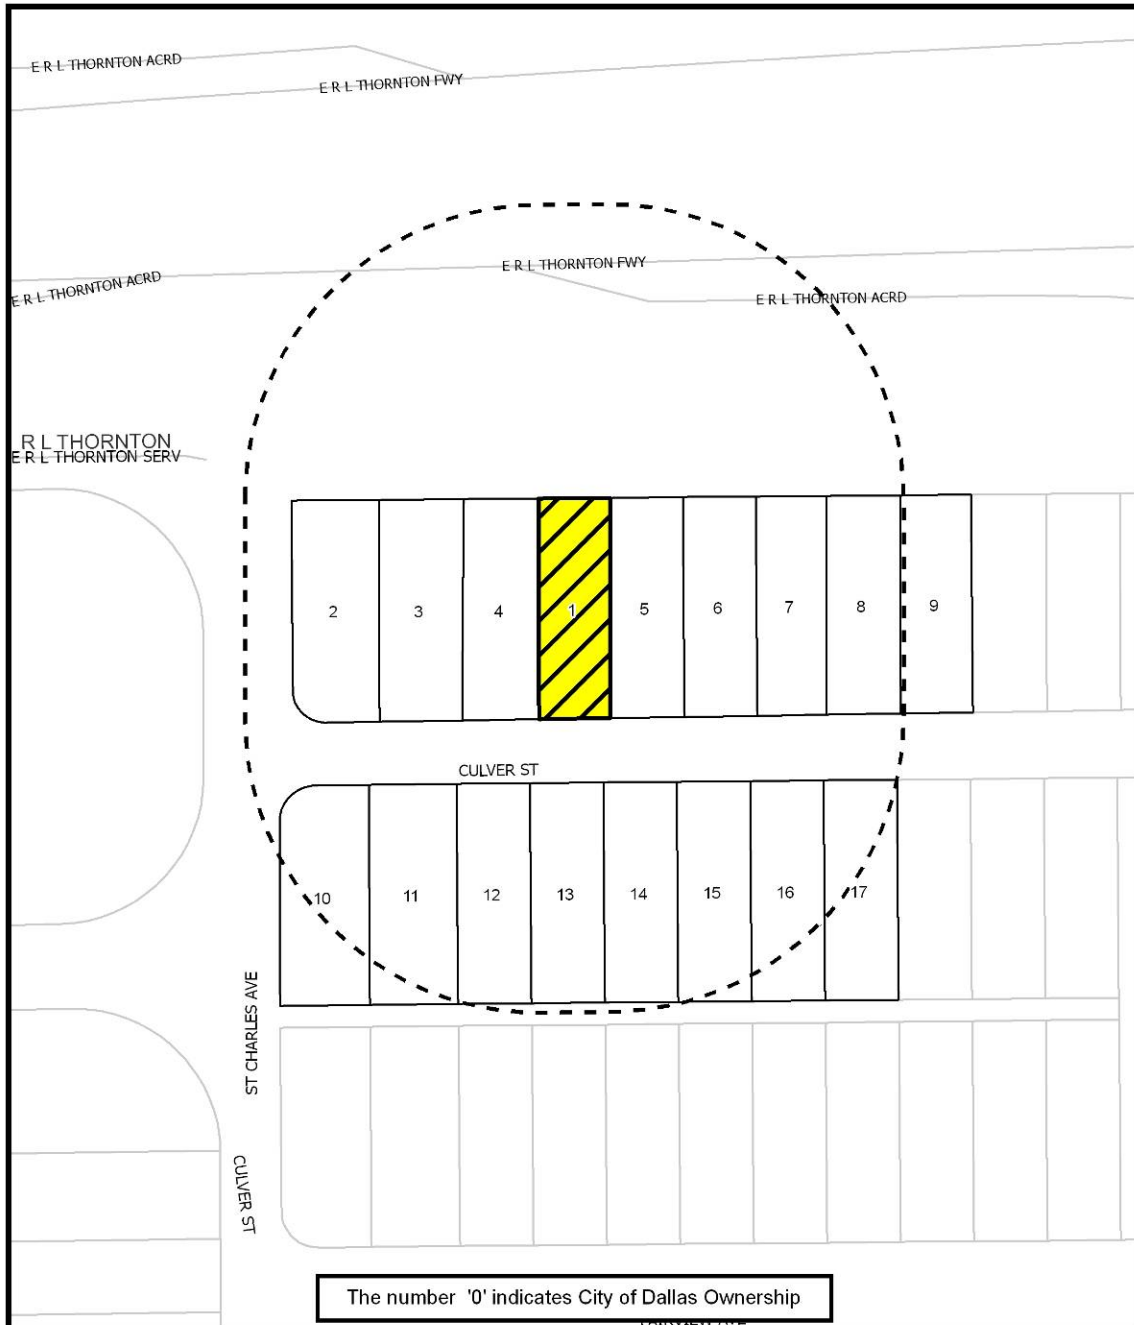 E R L THORNTON ACRD
E R L THORNTON FWY
E R L THORNTON FWY
E R L THORNTON ACRD
E R L THORNTON ACRD
R L THORNTON
E R L THORNTON SERV
2
3
4
1
5
6
7
8
9
CULVER ST
10
11
12
13
14
15
16
17
ST CHARLES AVE
CULVER ST
The number '0' indicates City of Dallas Ownership